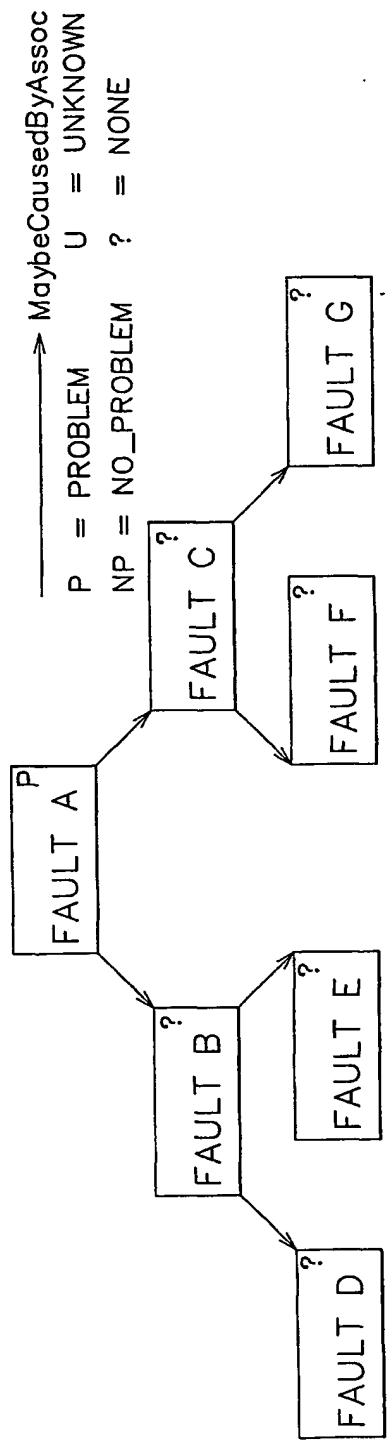 MaybeCausedByAssoc
P = PROBLEM U = UNKNOWN
NP = NO_PROBLEM ? = NONE
FAULT A P
FAULT B ?
FAULT C ?
FAULT D ?
FAULT E ?
FAULT F ?
FAULT G ?